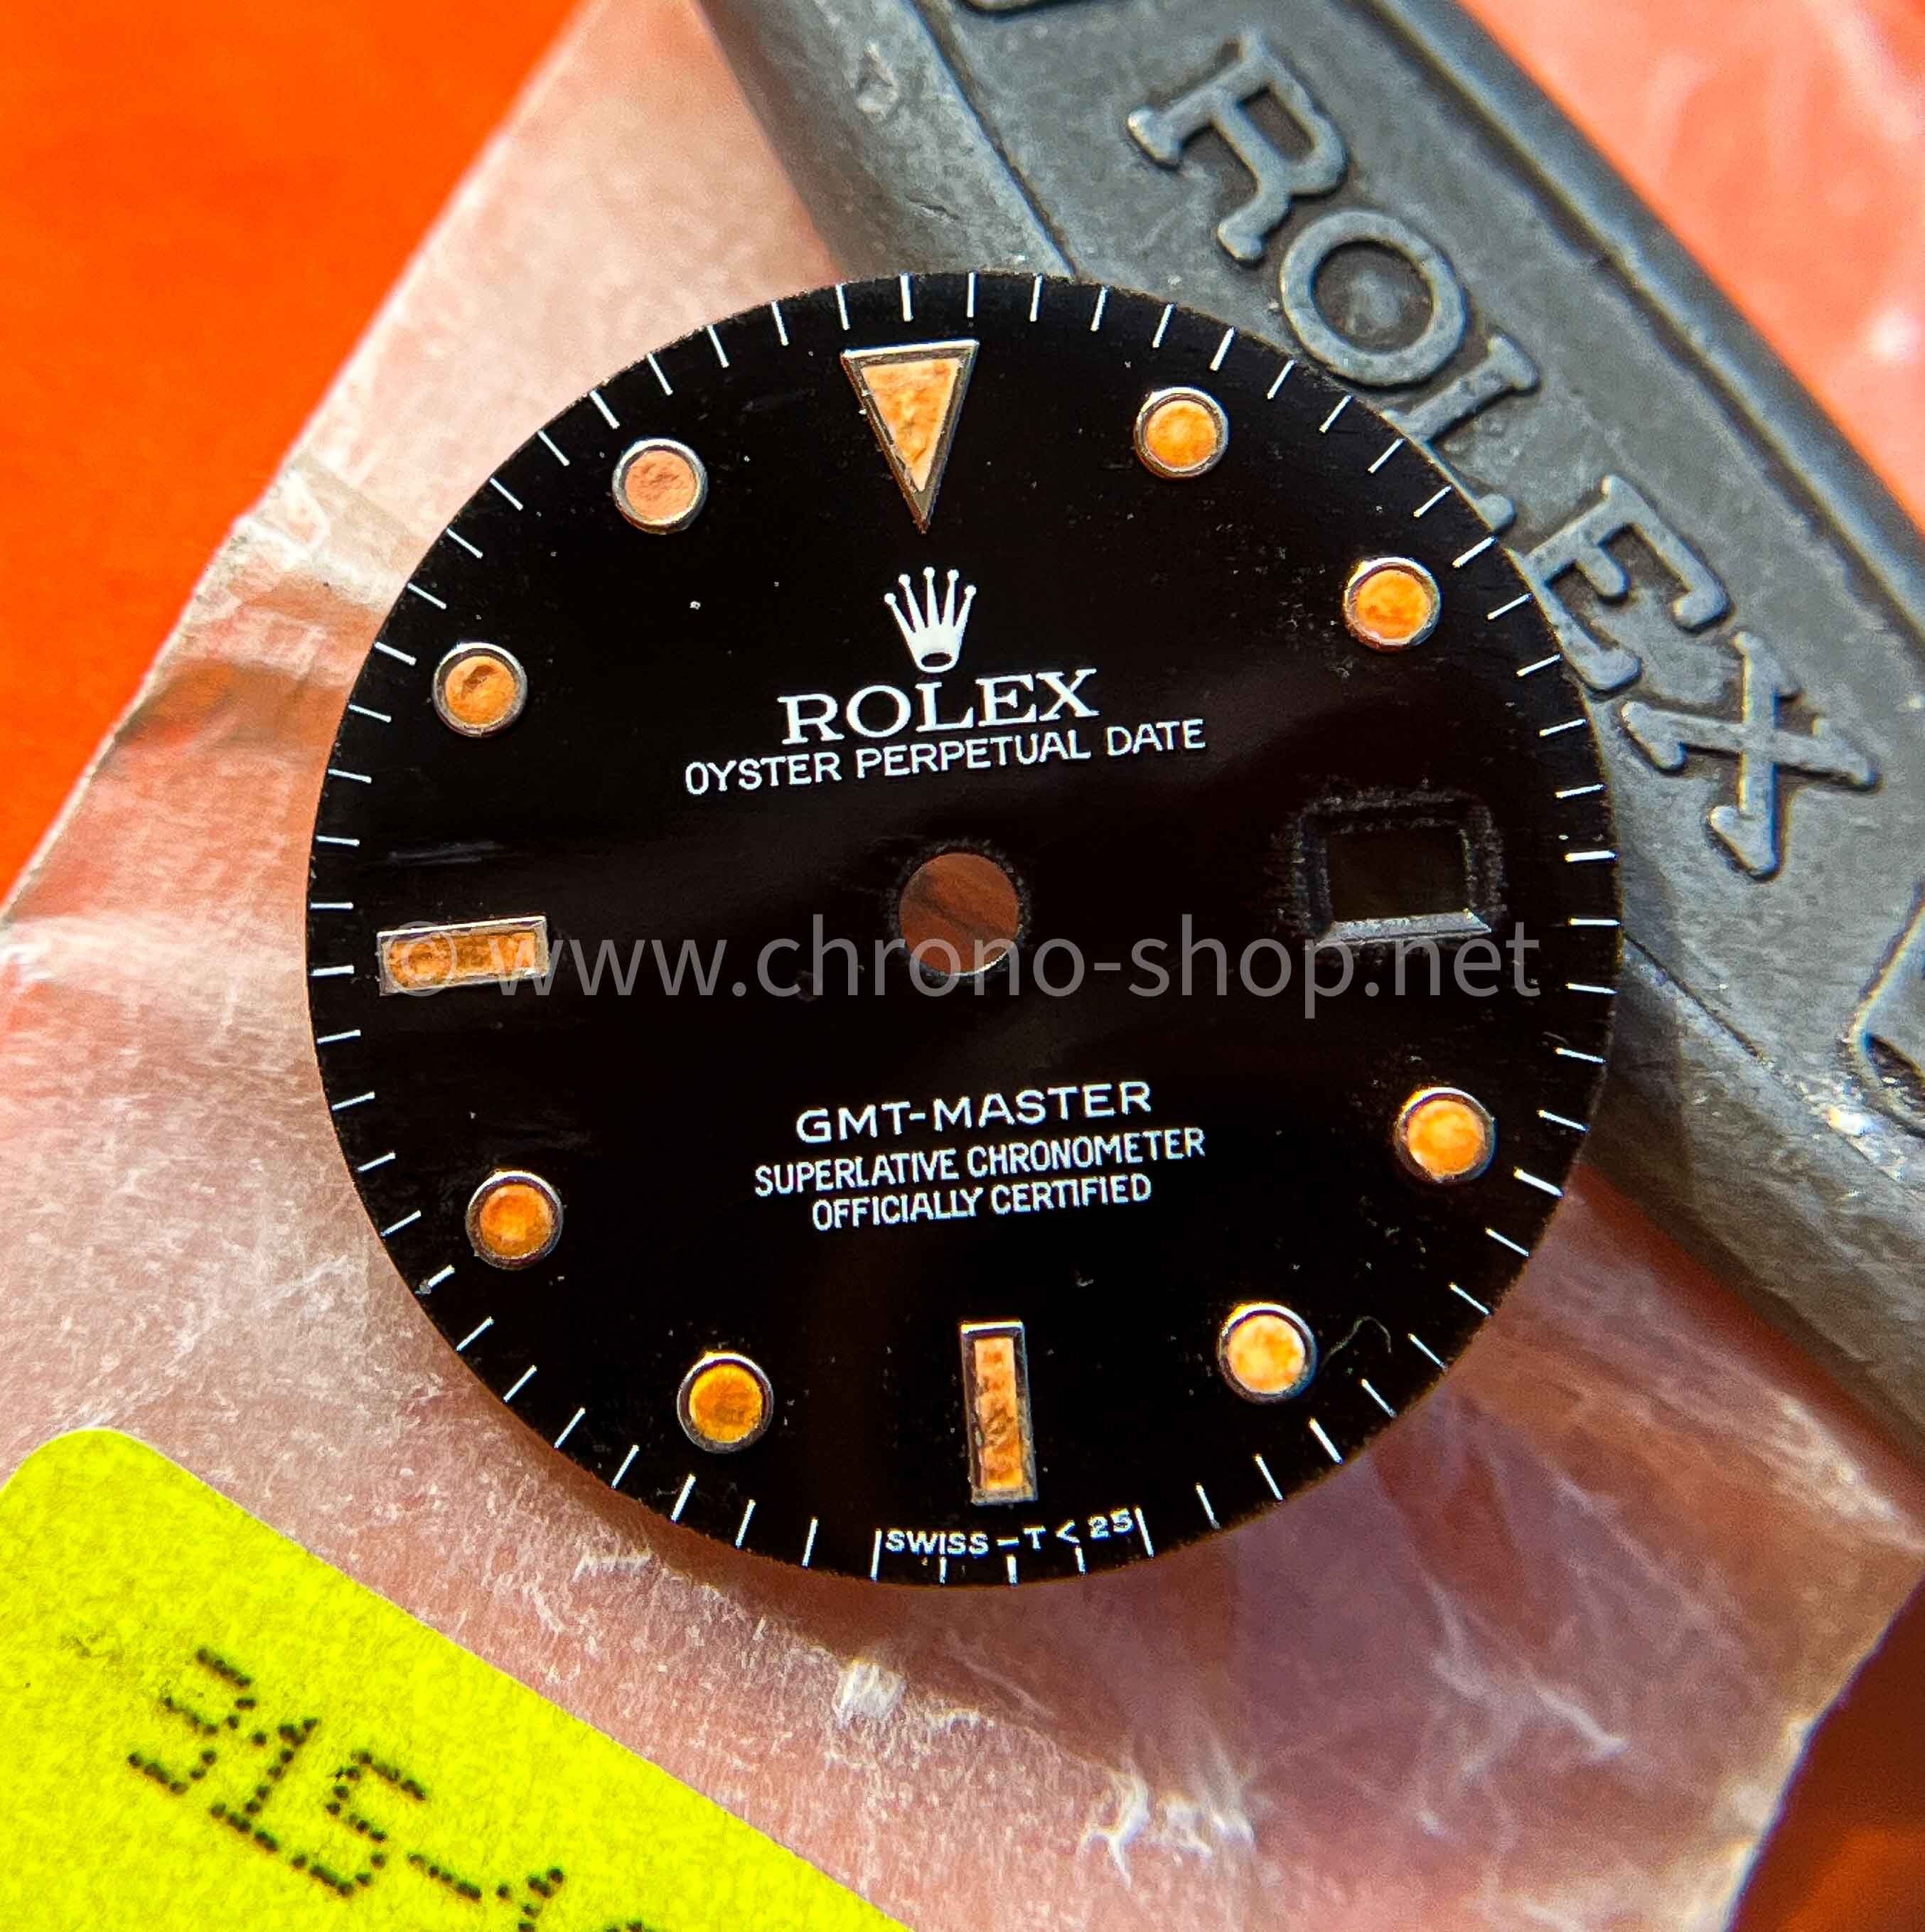 ROLEX
ROLEX
OYSTER PERPETUAL DATE
© www.chrono-shop.net
GMT-MASTER
SUPERLATIVE CHRONOMETER
OFFICIALLY CERTIFIED
SWISS – T < 25